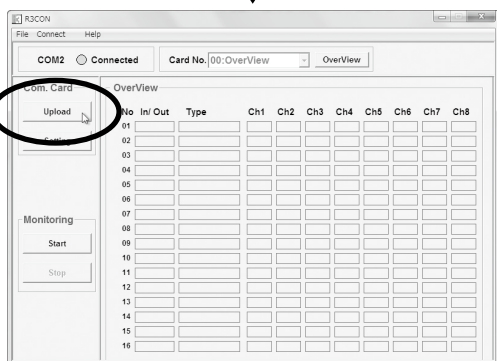 R3CON
File Connect Help
COM2 Connected Card No. 00:OverView OverView
Com. Card
Upload
Setting
Monitoring
Start
Stop
OverView
No In/ Out Type Ch1 Ch2 Ch3 Ch4 Ch5 Ch6 Ch7 Ch8
01
02
03
04
05
06
07
08
09
10
11
12
13
14
15
16